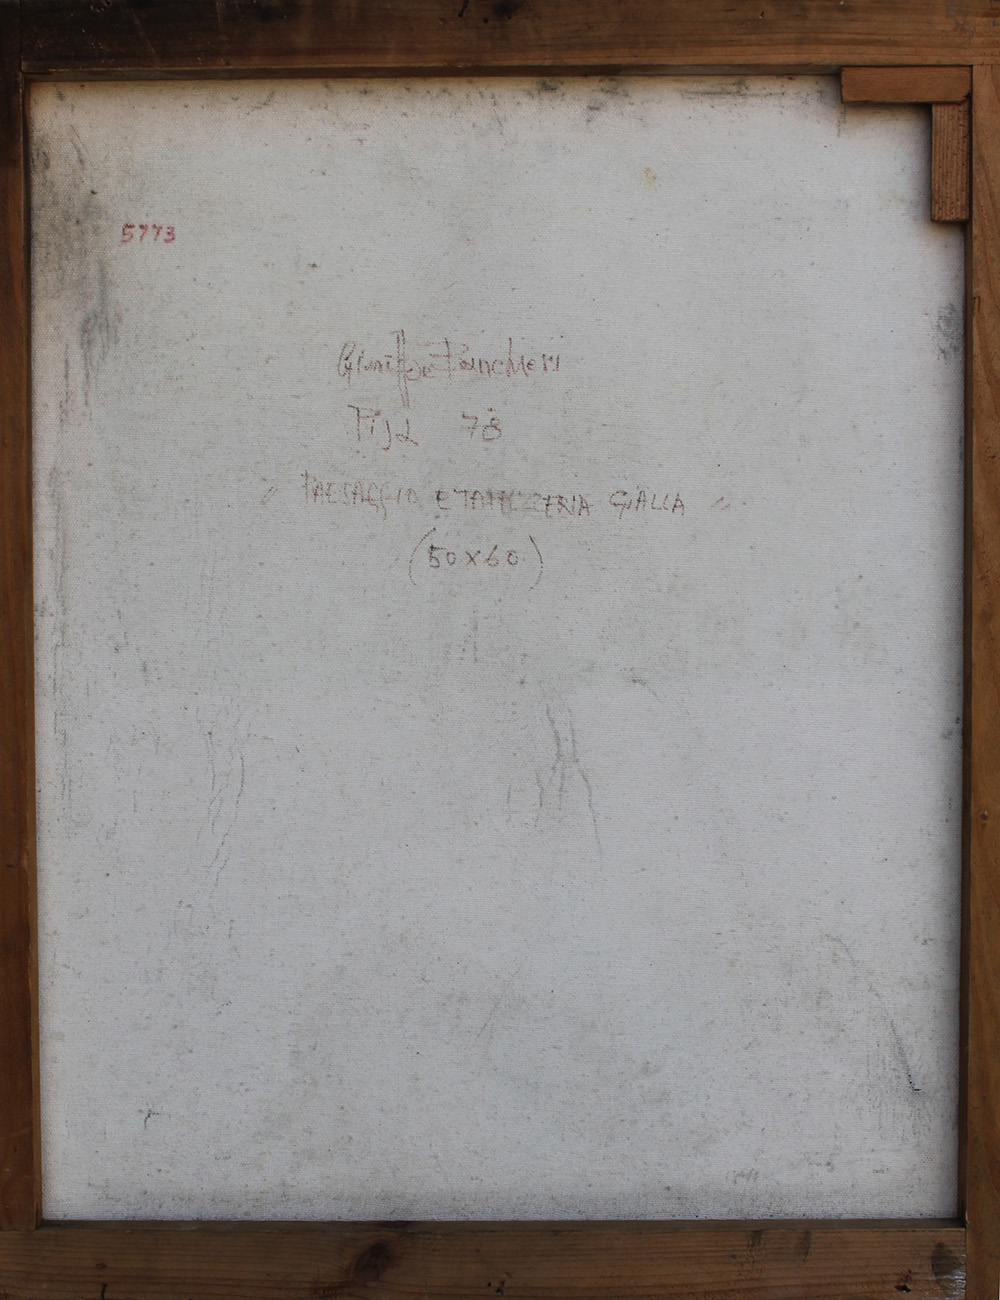 5773
Giuseppe Banchieri
78
PAESAGGIO E TAPPEZZERIA GIALLA
(50x60)